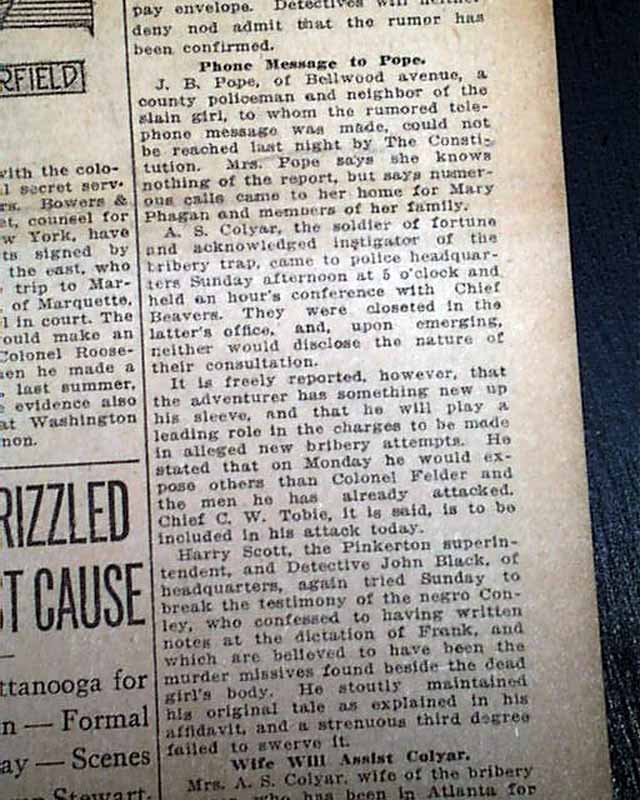 RFIELD
with the colo-
l secret serv-
rs. Bowers &
et, counsel for
w York, have
ts signed by
the east, who
trip to Mar-
of Marquette,
l in court. The
ould make an
Colonel Roose-
en he made a
last summer,
e evidence also
at Washington
non.
RIZZLED
ST CAUSE
ttanooga for
n — Formal
ay — Scenes
Stewart.
pay envelope. Detectives will neither
deny nod admit that the rumor has
been confirmed.
Phone Message to Pope.
J. B. Pope, of Bellwood avenue, a
county policeman and neighbor of the
slain girl, to whom the rumored tele-
phone message was made, could not
be reached last night by The Consti-
tution. Mrs. Pope says she knows
nothing of the report, but says numer-
ous calls came to her home for Mary
Phagan and members of her family.
A. S. Colyar, the soldier of fortune
and acknowledged instigator of the
bribery trap, came to police headquar-
ters Sunday afternoon at 5 o'clock and
held an hour's conference with Chief
Beavers. They were closeted in the
latter's office, and, upon emerging,
neither would disclose the nature of
their consultation.
It is freely reported, however, that
the adventurer has something new up
his sleeve, and that he will play a
leading role in the charges to be made
in alleged new bribery attempts. He
stated that on Monday he would ex-
pose others than Colonel Felder and
the men he has already attacked.
Chief C. W. Tobie, it is said, is to be
included in his attack today.
Harry Scott, the Pinkerton superin-
tendent, and Detective John Black, of
headquarters, again tried Sunday to
break the testimony of the negro Con-
ley, who confessed to having written
notes at the dictation of Frank, and
which are believed to have been the
murder missives found beside the dead
girl's body. He stoutly maintained
his original tale as explained in his
affidavit, and a strenuous third degree
failed to swerve it.
Wife Will Assist Colyar.
Mrs. A. S. Colyar, wife of the bribery
who has been in Atlanta for